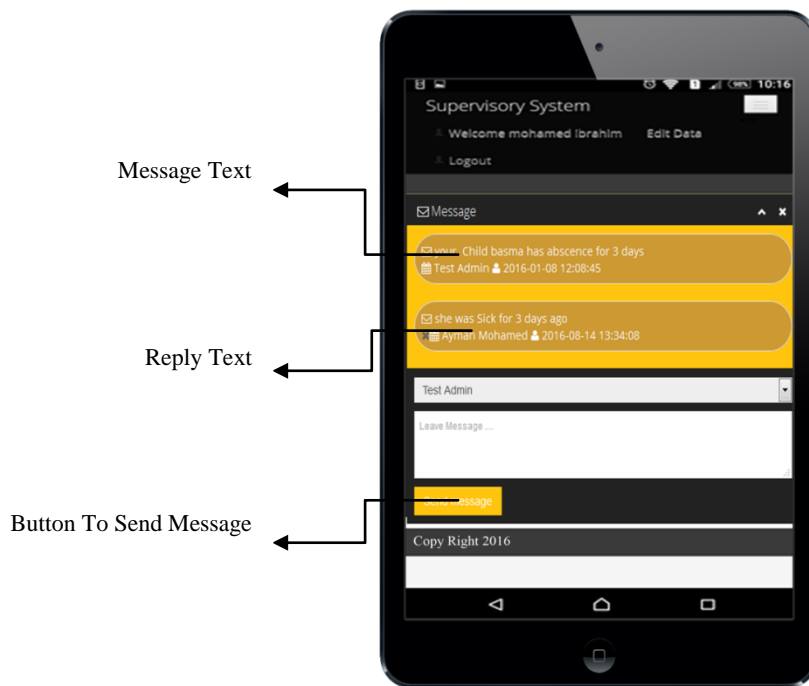 98% 10:16
Supervisory System
Welcome mohamed ibrahim Edit Data
Logout
Message Text
Message
your Child basma has abscence for 3 days
Test Admin 2016-01-08 12:08:45
she was Sick for 3 days ago
Ayman Mohamed 2016-08-14 13:34:08
Reply Text
Test Admin
Leave Message ....
Send message
Button To Send Message
Copy Right 2016